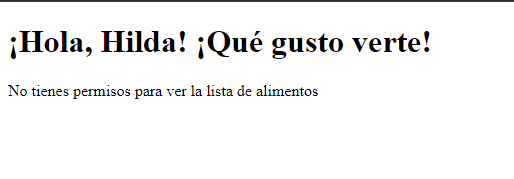 ¡Hola, Hilda! ¡Qué gusto verte!
No tienes permisos para ver la lista de alimentos